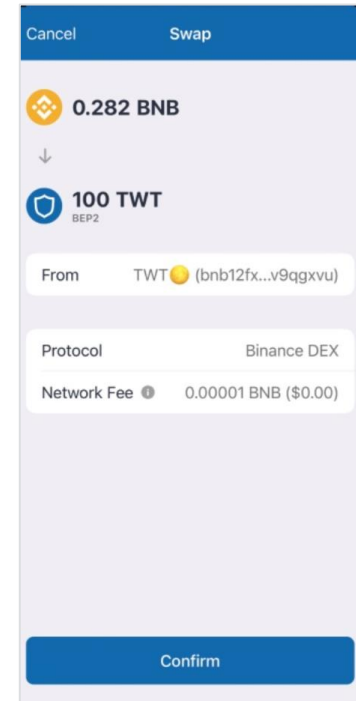 Cancel Swap
0.282 BNB
100 TWT
BEP2
From TWT🟡 (bnb12fx...v9qgxvu)
Protocol Binance DEX
Network Fee 0.00001 BNB ($0.00)
Confirm